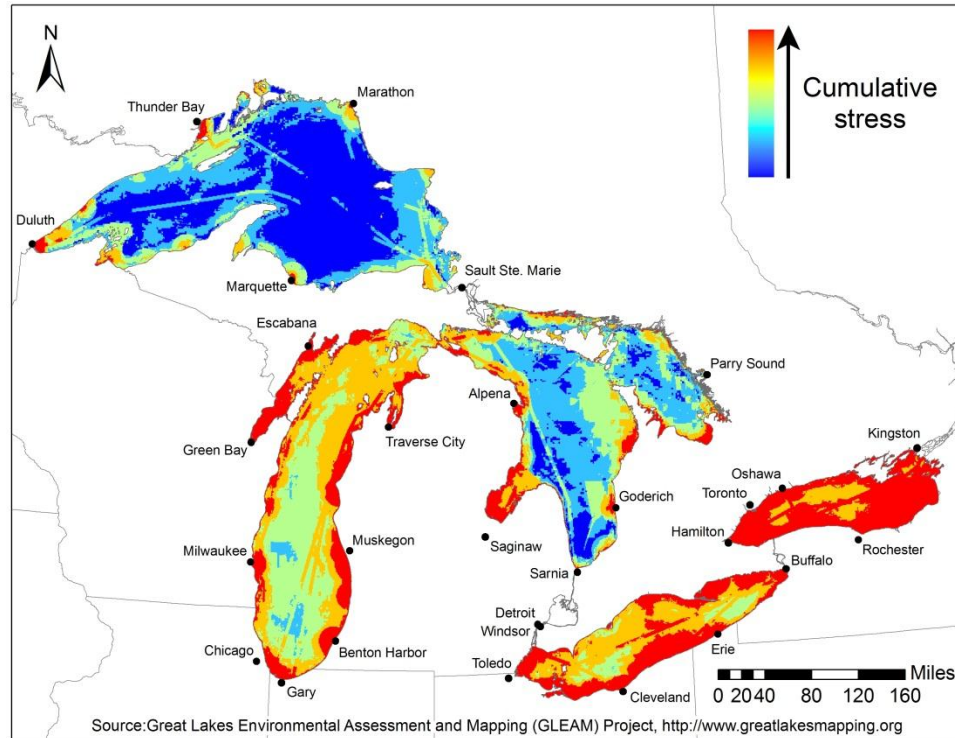 N
Cumulative
stress
Thunder Bay
Marathon
Duluth
Marquette
Sault Ste. Marie
Escabana
Parry Sound
Alpena
Green Bay
Traverse City
Kingston
Oshawa
Toronto
Goderich
Hamilton
Rochester
Saginaw
Milwaukee
Muskegon
Buffalo
Sarnia
Detroit
Windsor
Chicago
Benton Harbor
Toledo
Erie
Gary
Cleveland
Miles
0 20 40 80 120 160
Source:Great Lakes Environmental Assessment and Mapping (GLEAM) Project, http://www.greatlakesmapping.org